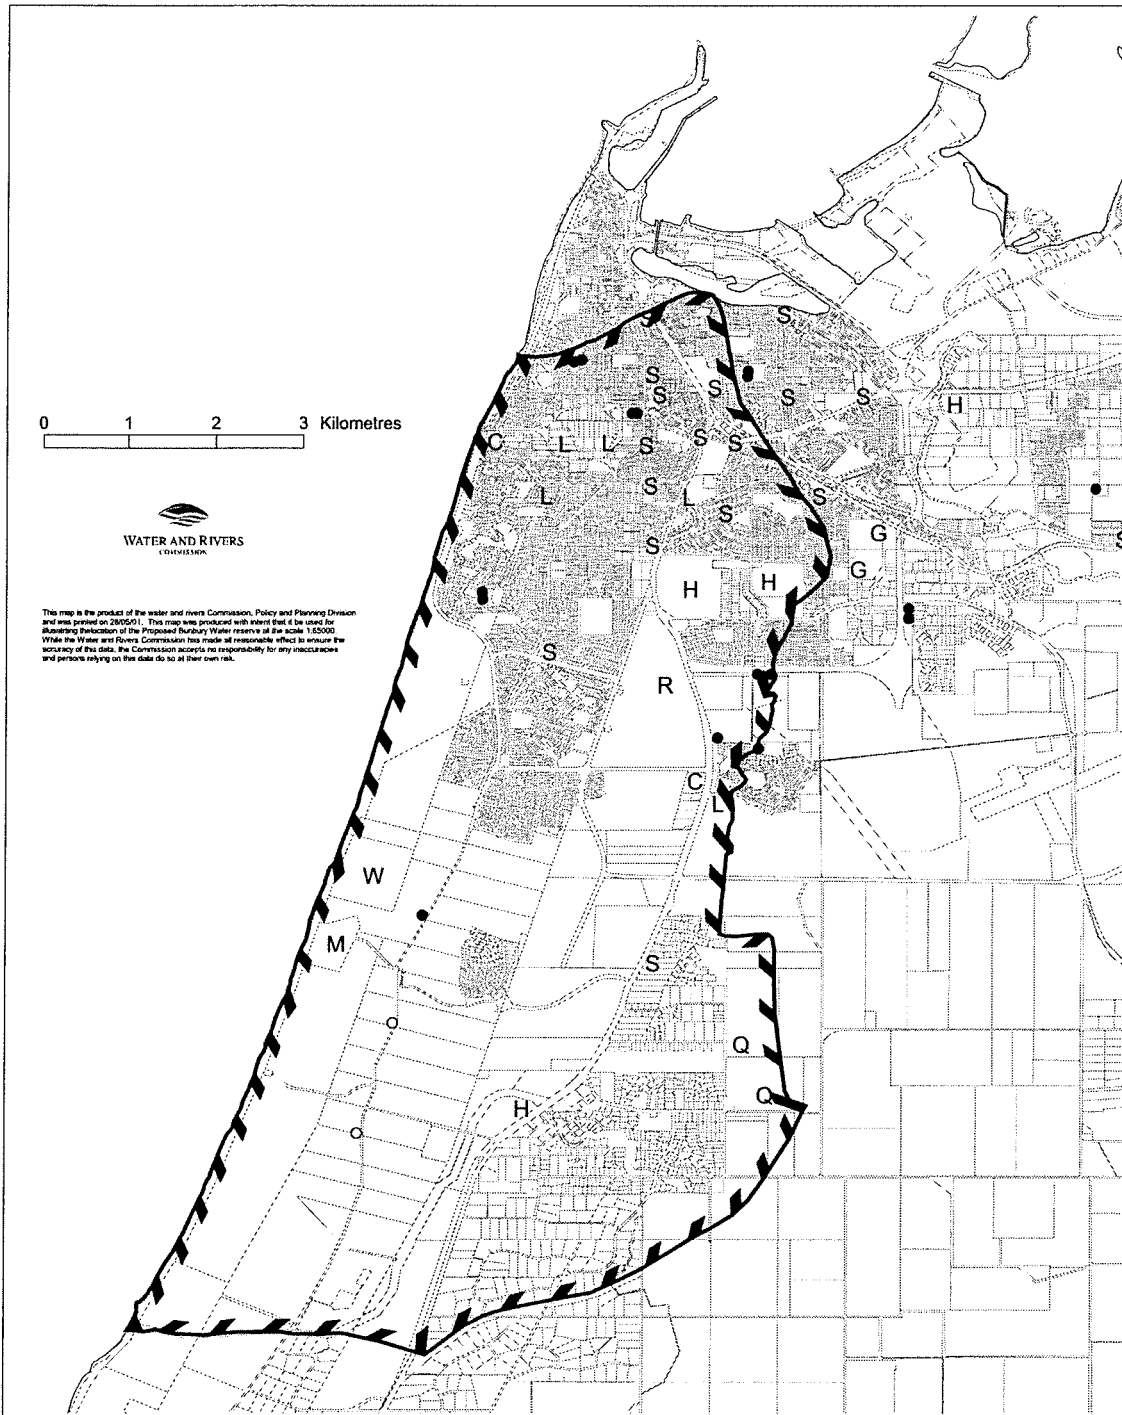 S
S
S
S
S
S
S
H
S
0 1 2 3 Kilometres
C
L
L
S
S
S
L
S
L
S
S
WATER AND RIVERS
COMMISSION
G
S
S
G
H
H
This map is the product of the water and rivers Commission, Policy and Planning Division
and was printed on 28/05/01. This map was produced with intent that it be used for
illustrating the location of the Proposed Bunbury Water reserve at the scale 1:65000.
While the Water and Rivers Commission has made all reasonable effort to ensure the
accuracy of this data, the Commission accepts no responsibility for any inaccuracies
and persons relying on this data do so at their own risk.
S
R
C
L
W
M
S
Q
Q
H